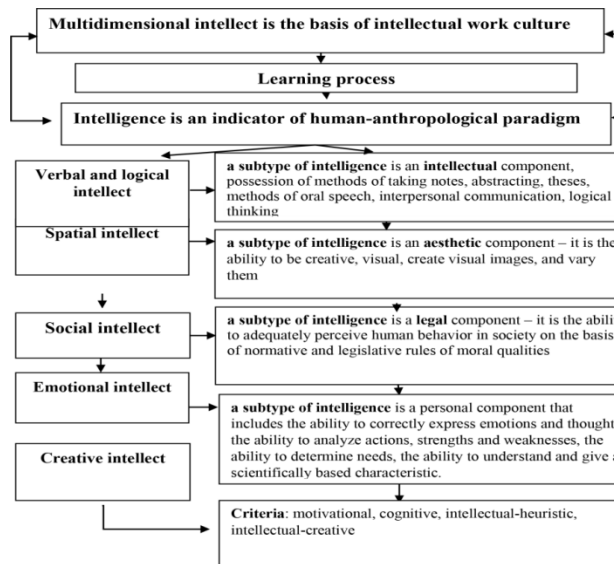 Multidimensional intellect is the basis of intellectual work culture
Learning process
Intelligence is an indicator of human-anthropological paradigm
Verbal and logical
intellect
a subtype of intelligence is an intellectual component,
possession of methods of taking notes, abstracting, theses,
methods of oral speech, interpersonal communication, logical
thinking
Spatial intellect
a subtype of intelligence is an aesthetic component – it is the
ability to be creative, visual, create visual images, and vary
them
Social intellect
a subtype of intelligence is a legal component – it is the abili
to adequately perceive human behavior in society on the basis
of normative and legislative rules of moral qualities
Emotional intellect
a subtype of intelligence is a personal component that
includes the ability to correctly express emotions and thought
the ability to analyze actions, strengths and weaknesses, the
ability to determine needs, the ability to understand and give a
scientifically based characteristic.
Creative intellect
Criteria: motivational, cognitive, intellectual-heuristic,
intellectual-creative